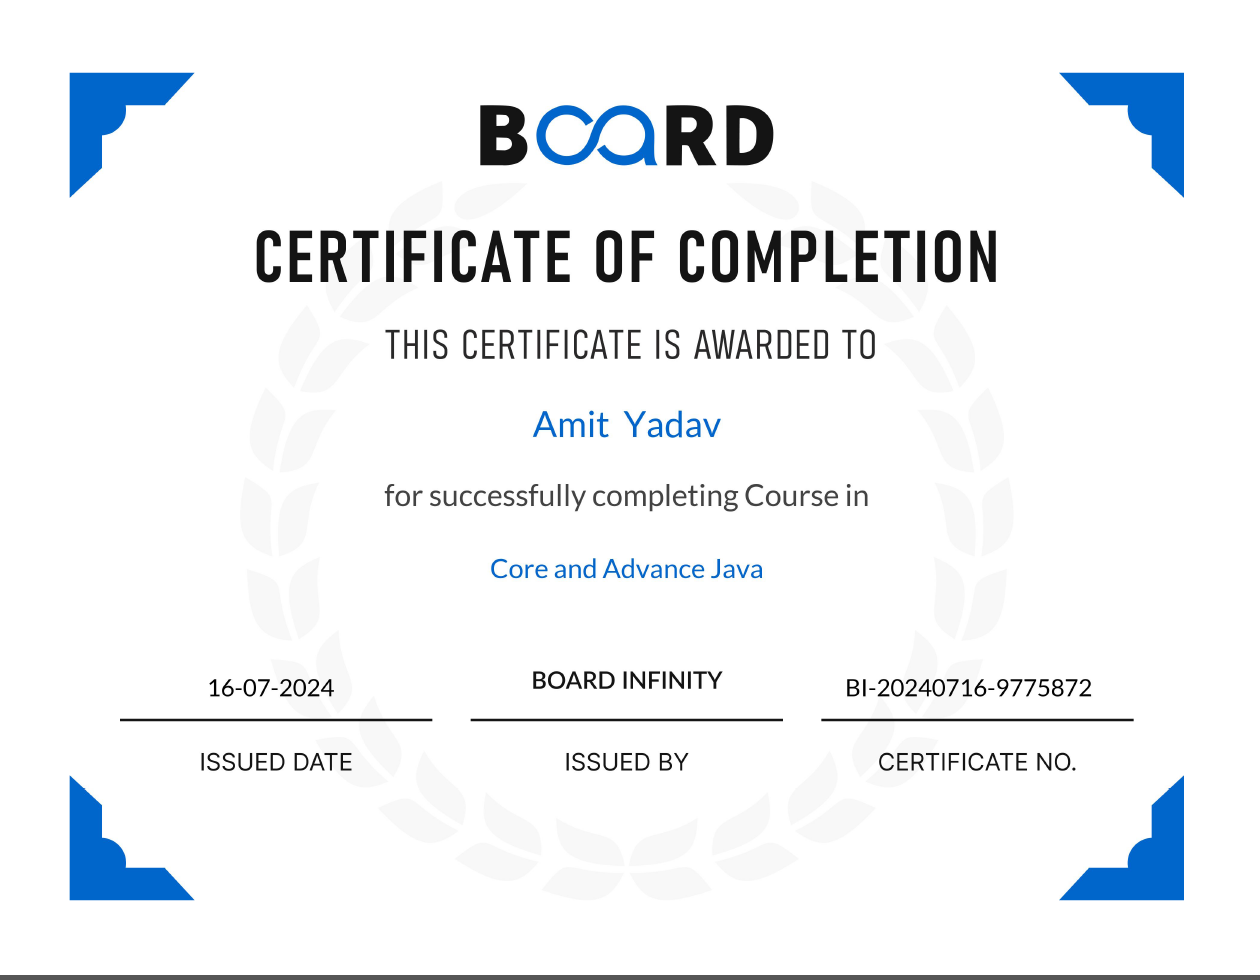 BOARD
CERTIFICATE OF COMPLETION
THIS CERTIFICATE IS AWARDED TO
Amit Yadav
for successfully completing Course in
Core and Advance Java
16-07-2024
BOARD INFINITY
BI-20240716-9775872
ISSUED DATE
ISSUED BY
CERTIFICATE NO.